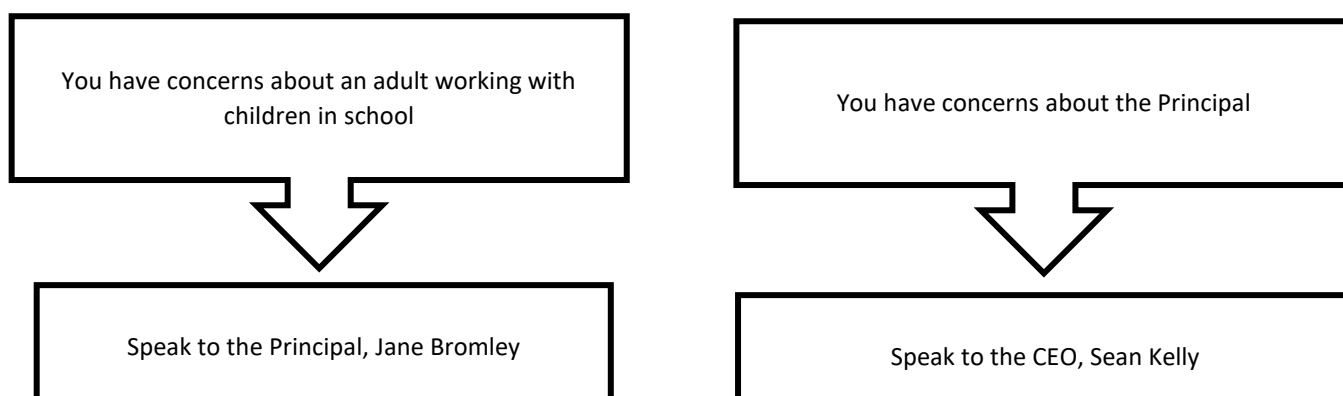 You have concerns about an adult working with
children in school
Speak to the Principal, Jane Bromley
You have concerns about the Principal
Speak to the CEO, Sean Kelly